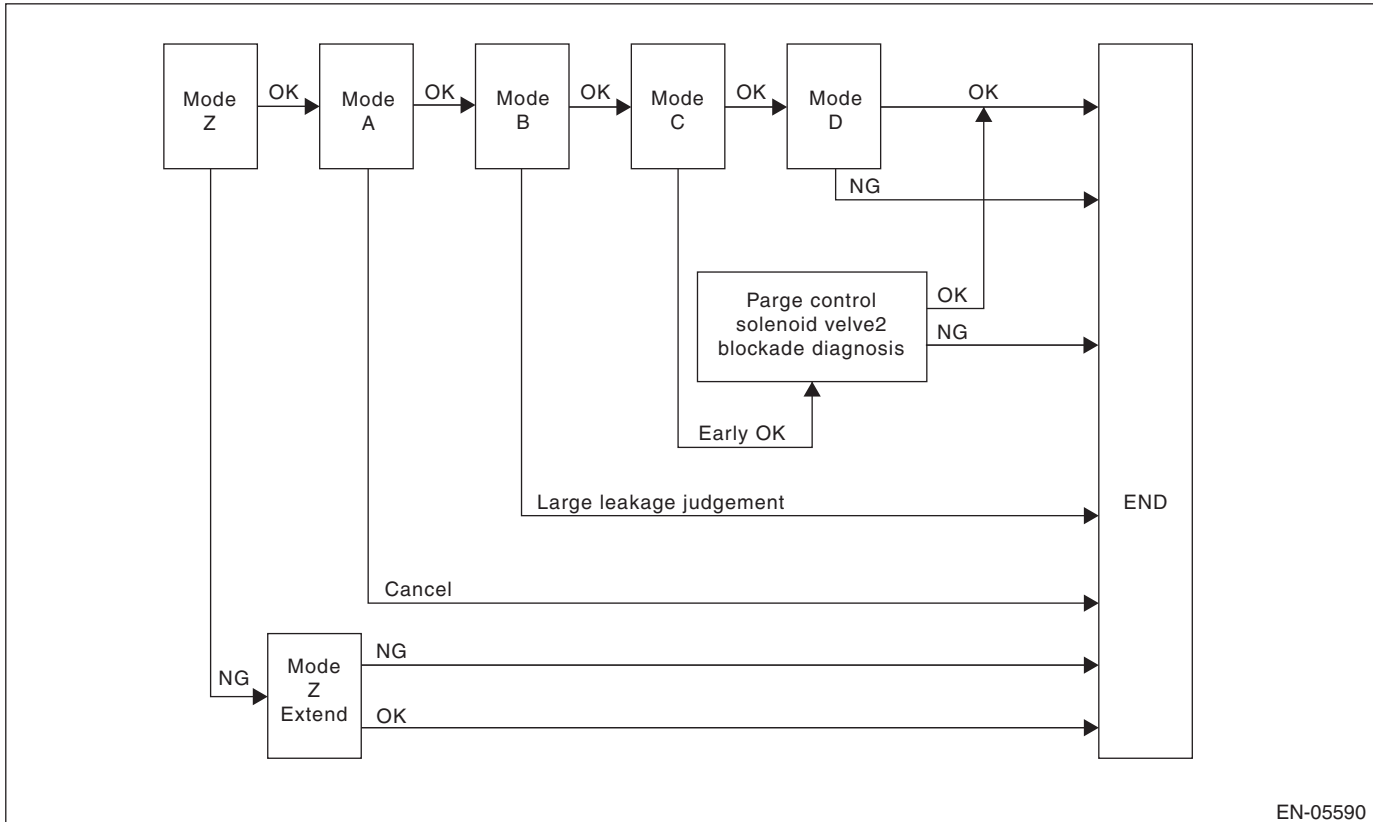 Mode
Z
OK
Mode
A
OK
Mode
B
OK
Mode
C
OK
Mode
D
OK
NG
Parge control
solenoid velve2
blockade diagnosis
OK
NG
Early OK
Large leakage judgement
END
Cancel
NG
Mode
Z
Extend
NG
OK
EN-05590